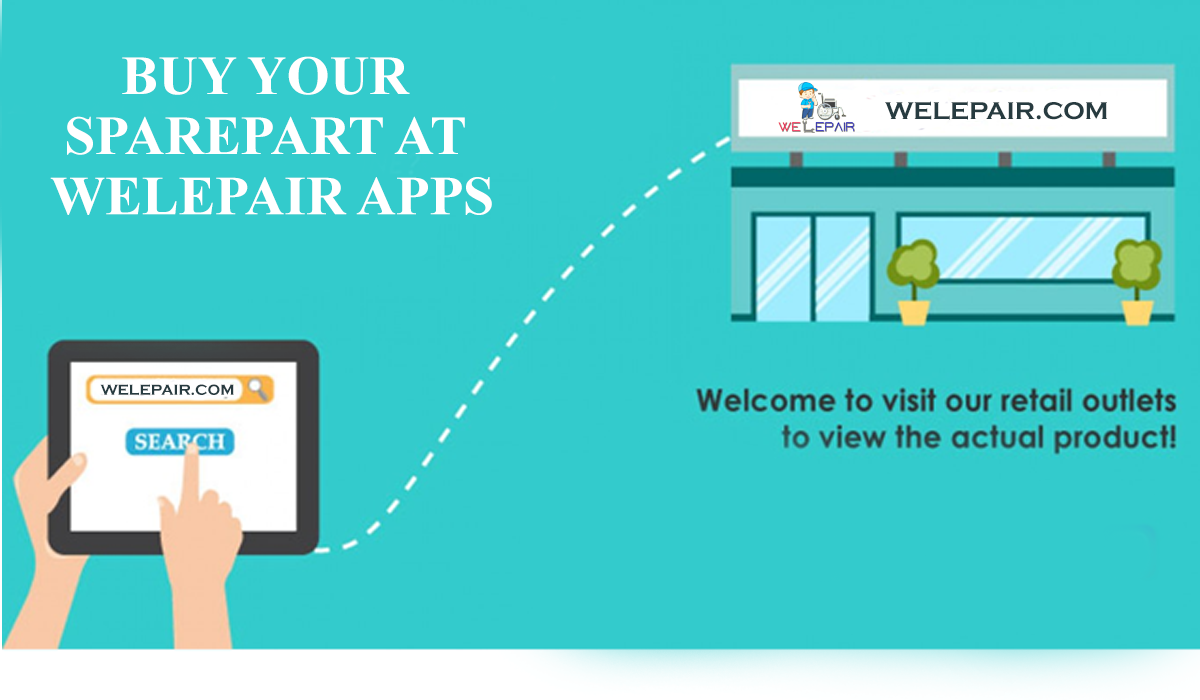 BUY YOUR
SPAREPART AT
WELEPAIR APPS
WELEPAIR
WELEPAIR.COM
WELEPAIR.COM
SEARCH
Welcome to visit our retail outlets
to view the actual product!